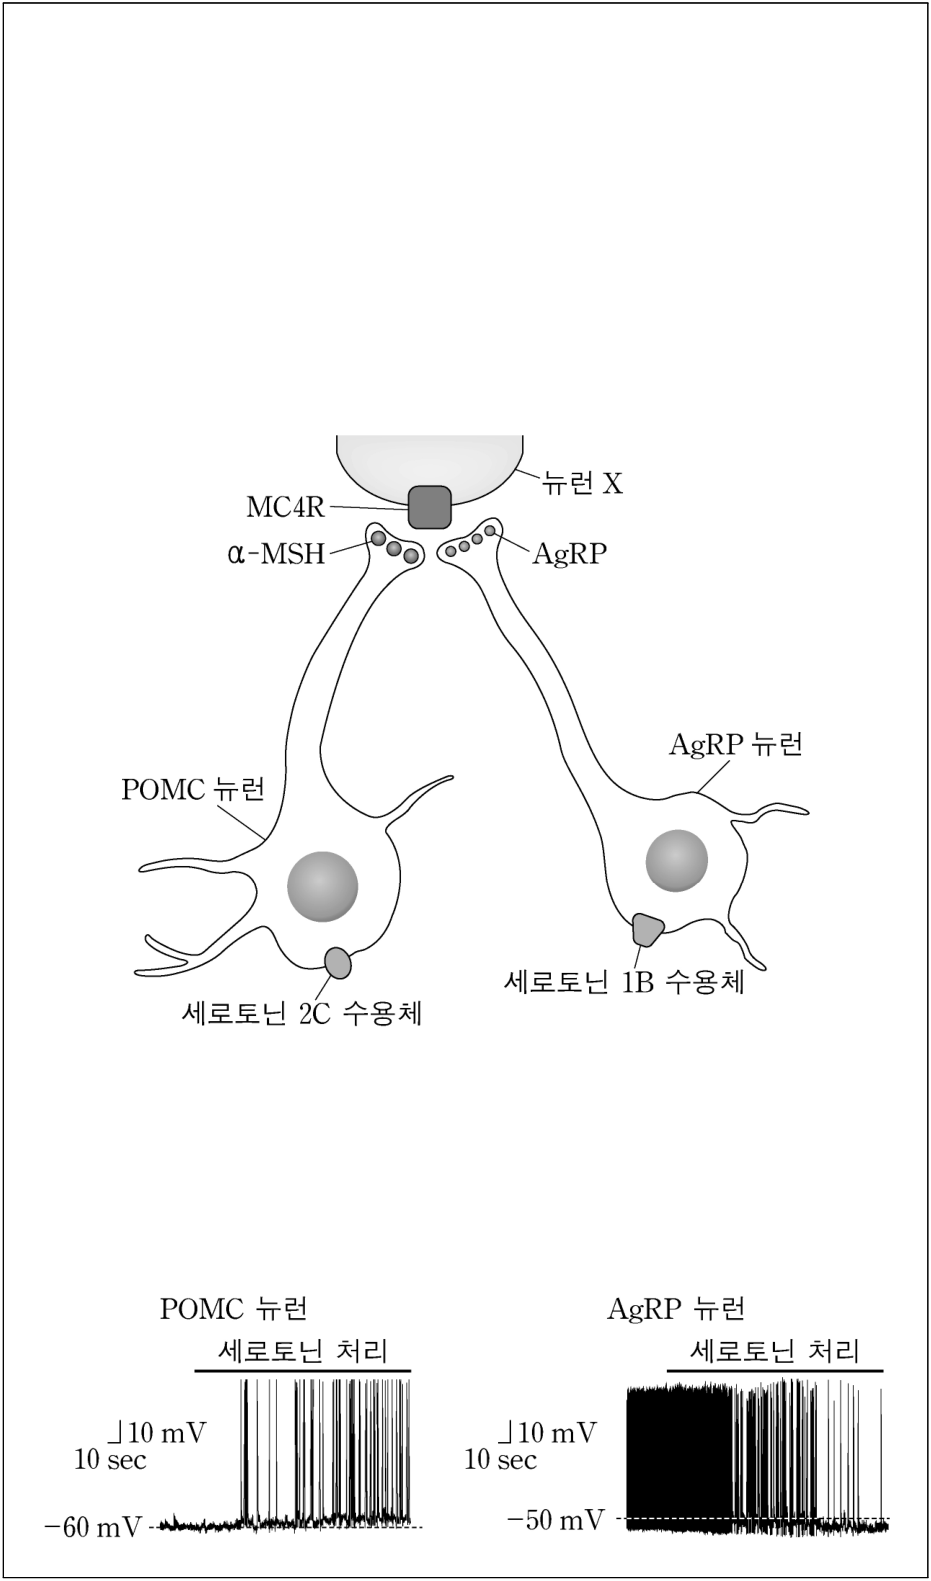 뉴런 X
MC4R
α-MSH
AgRP
AgRP 뉴런
POMC 뉴런
세로토닌 1B 수용체
세로토닌 2C 수용체
POMC 뉴런
세로토닌 처리
10 mV
10 sec
−60 mV
AgRP 뉴런
세로토닌 처리
10 mV
10 sec
−50 mV